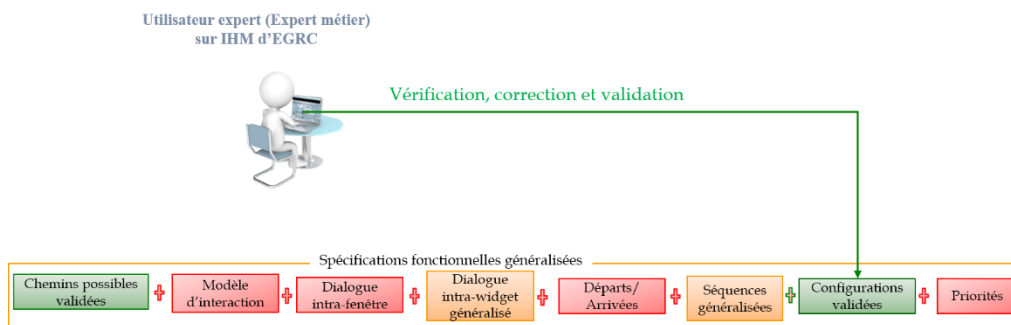 Utilisateur expert (Expert métier)
sur IHM d'EGRC
Vérification, correction et validation
Spécifications fonctionnelles généralisées
Chemins possibles
validées
Modèle
d'interaction
Dialogue
intra-fenêtre
Dialogue
intra-widget
généralisé
Départs/
Arrivées
Séquences
généralisées
Configurations
validées
Priorités